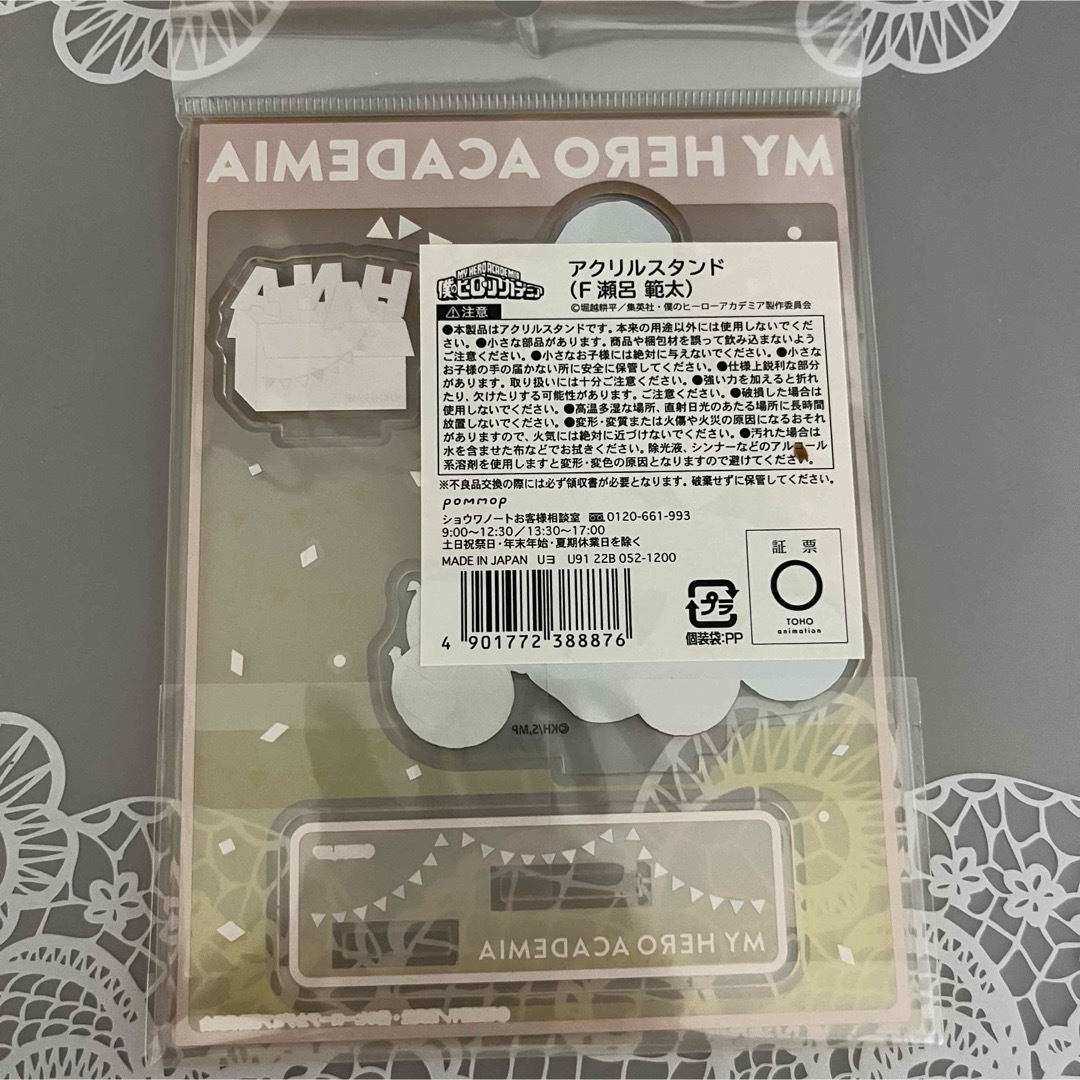 MY HERO ACADEMIA
HANTA
©KH/S,MP
MY HERO ACADEMIA
僕のヒーローアカデミア
アクリルスタンド
(F 瀬呂 範太)
©堀越耕平/集英社・僕のヒーローアカデミア製作委員会
⚠注意
●本製品はアクリルスタンドです。本来の用途以外には使用しないでくだ
さい。●小さな部品があります。商品や梱包材を誤って飲み込まないよう
ご注意ください。●小さなお子様には絶対に与えないでください。●小さな
お子様の手の届かない所に安全に保管してください。●仕様上鋭利な部分
があります。取り扱いには十分ご注意ください。●強い力を加えると折れ
たり、欠けたりする可能性があります。ご注意ください。●破損した場合は
使用しないでください。●高温多湿な場所、直射日光のあたる場所に長時間
放置しないでください。●変形・変質または火傷や火災の原因になるおそれ
がありますので、火気には絶対に近づけないでください。●汚れた場合は
水を含ませた布などでお拭きください。除光液、シンナーなどのアルコール
系溶剤を使用しますと変形・変色の原因となりますので避けてください。
※不良品交換の際には必ず領収書が必要となります。破棄せずに保管してください。
pommop
ショウワノートお客様相談室 0120-661-993
9:00〜12:30/13:30〜17:00
土日祝祭日・年末年始・夏期休業日を除く
MADE IN JAPAN Uヨ U91 22B 052-1200
4 901772 388876
プラ
個装袋:PP
証票
TOHO
animation
©KH/S,MP
MY HERO ACADEMIA